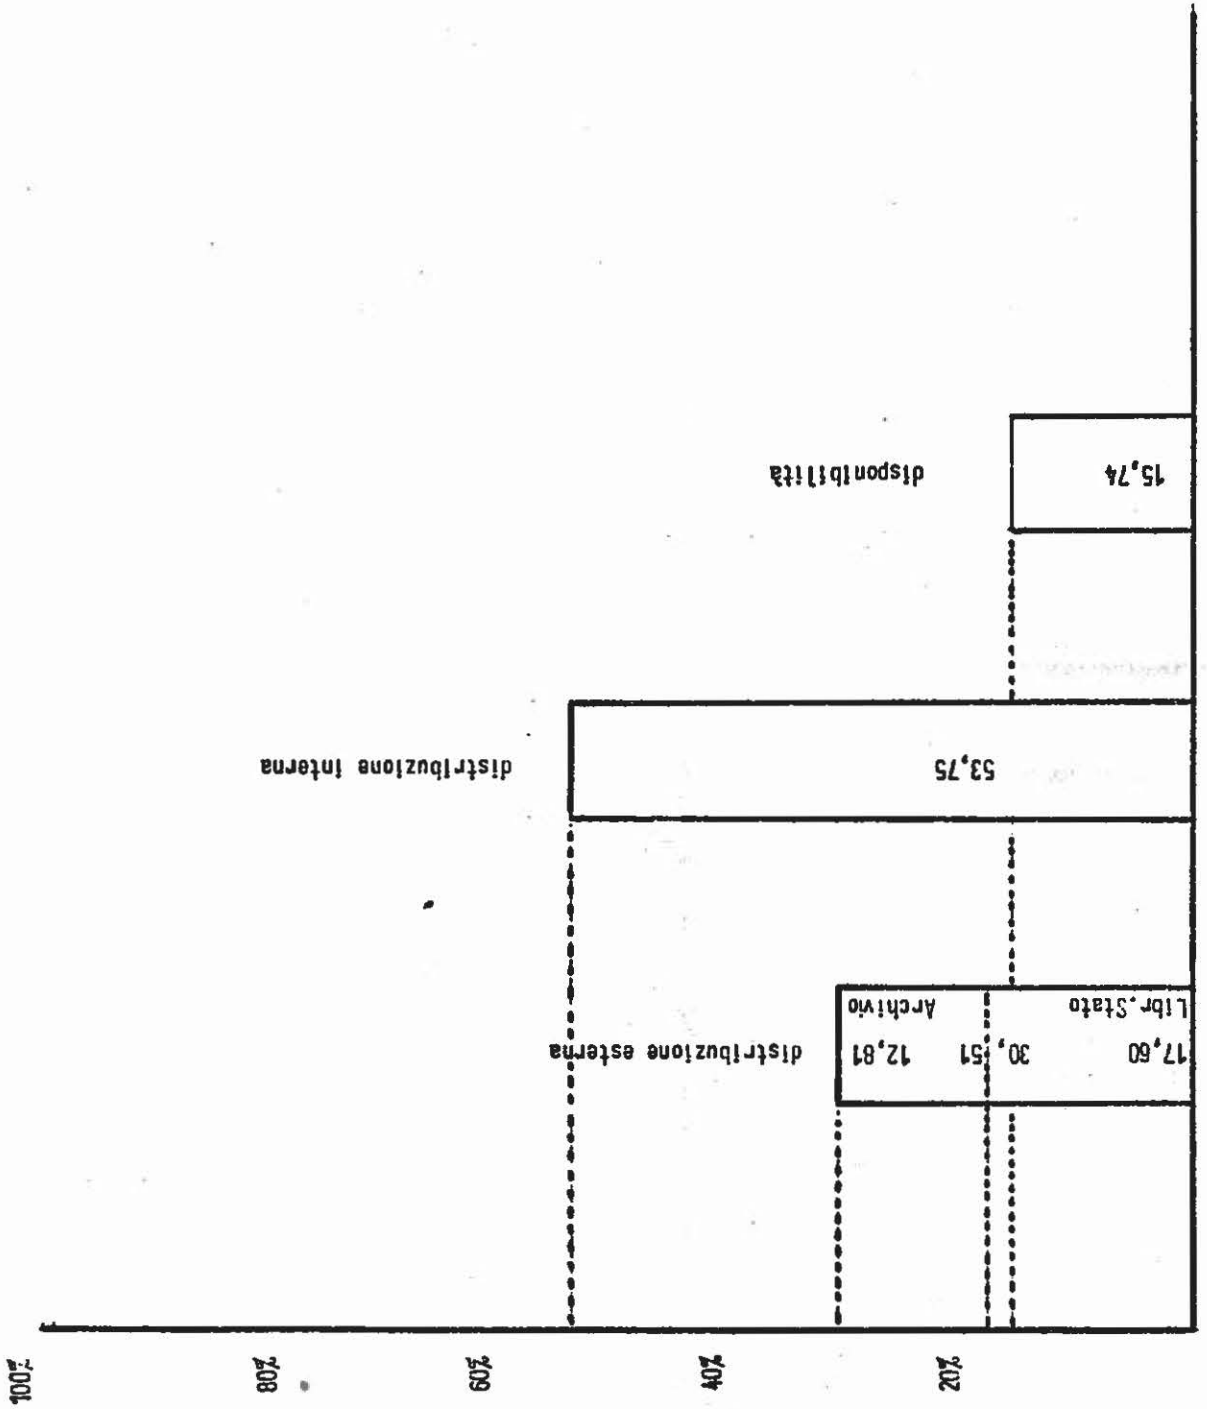 100%
80%
60%
40%
20%
disponibilità
15,74
distribuzione interna
53,75
distribuzione esterna
Archivio
12,81
30,51
Libr.Stato
17,60